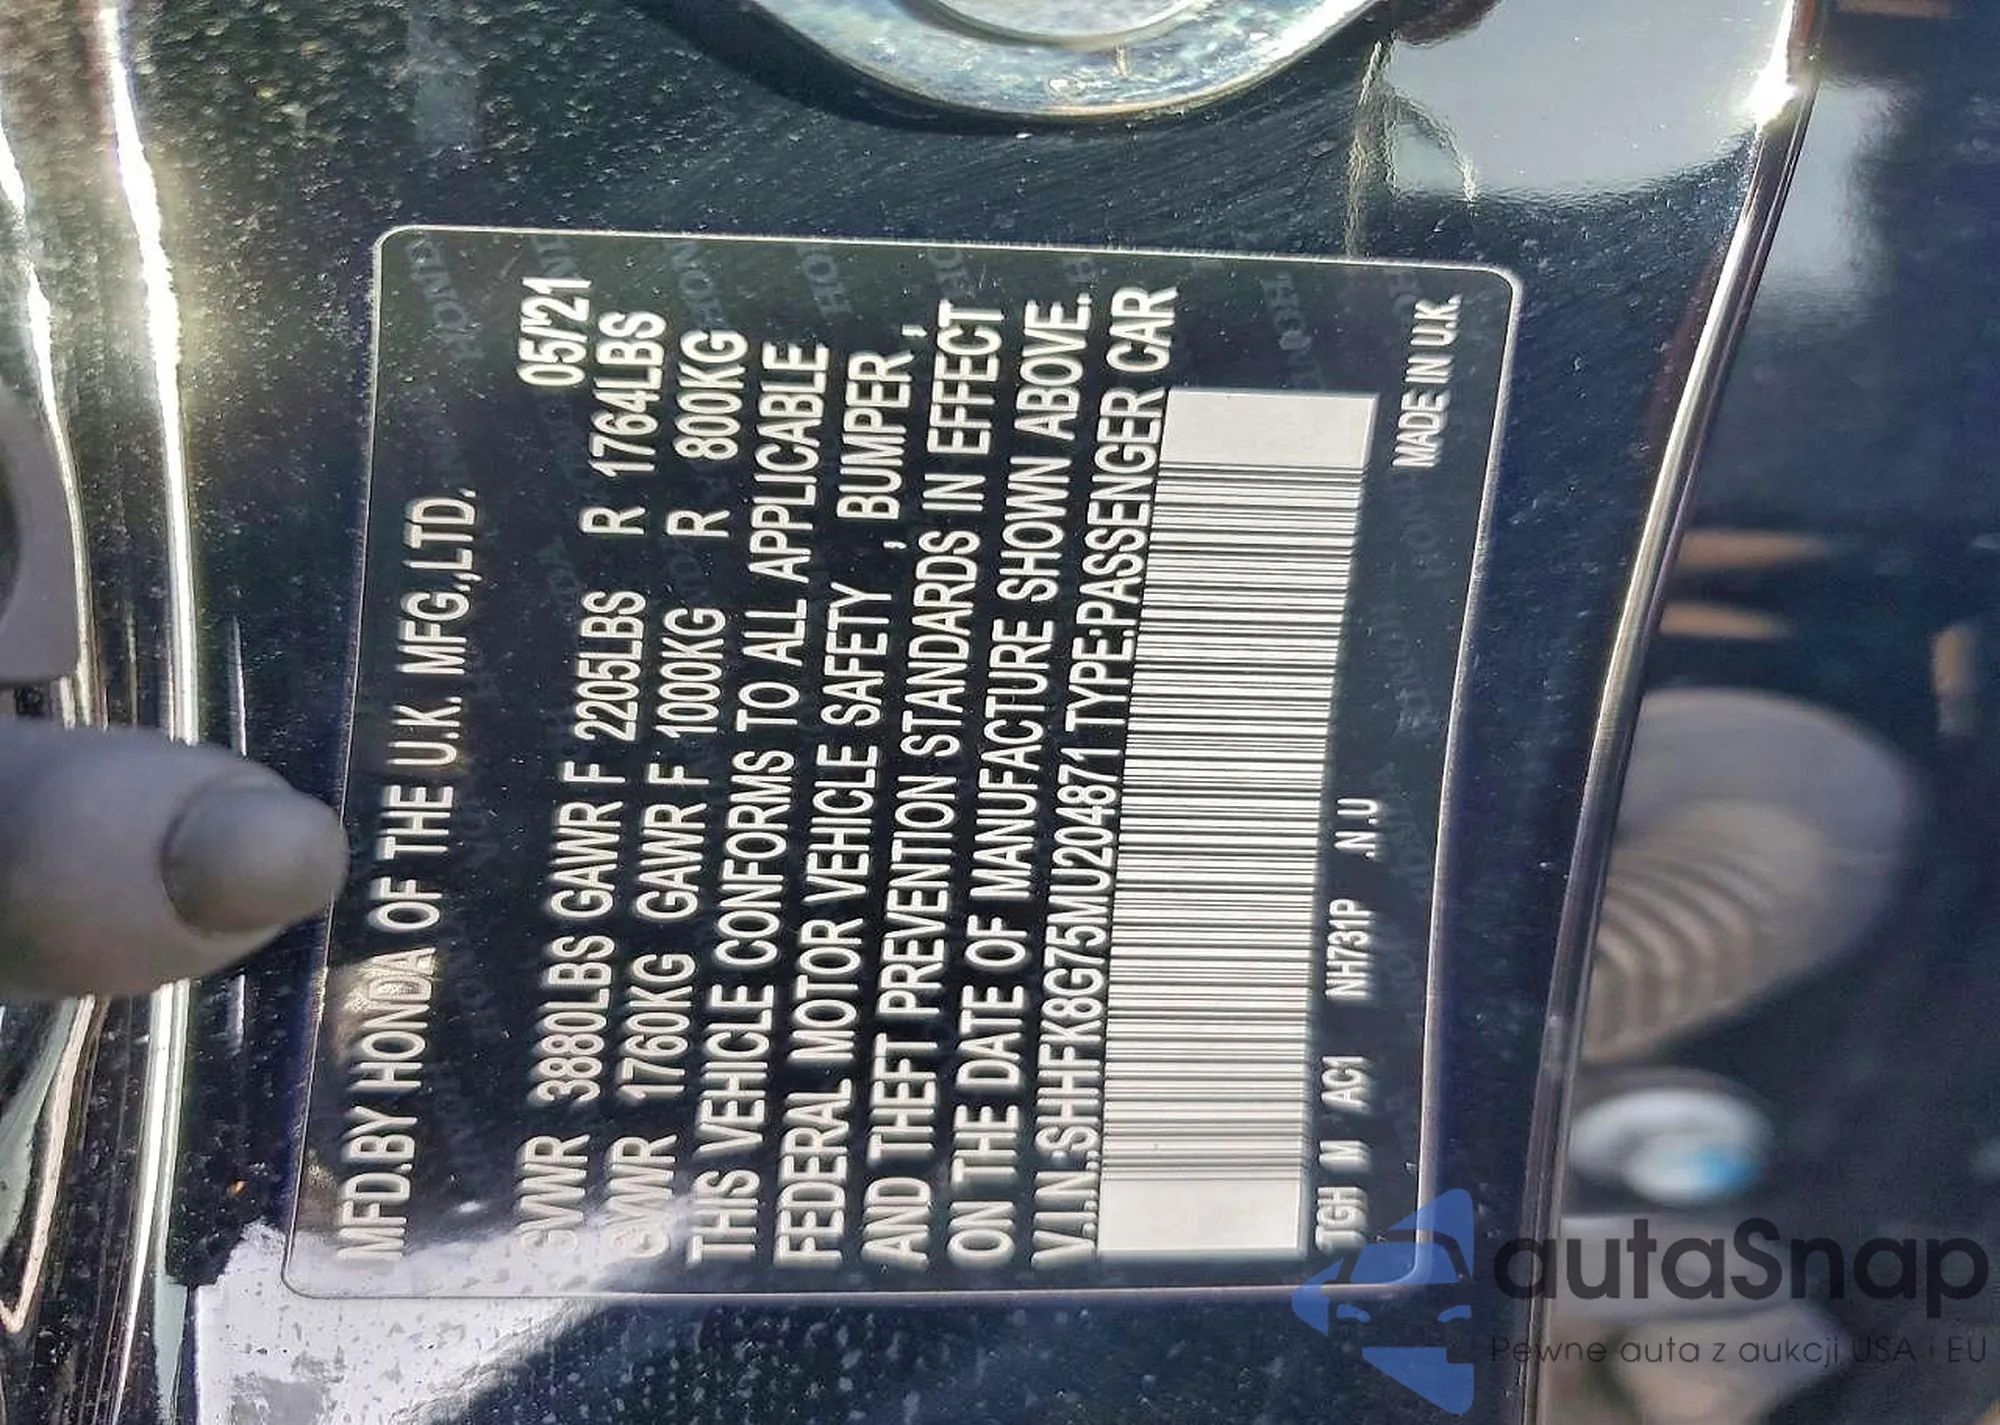 MFD.BY HONDA OF THE U.K. MFG.,LTD.
05/'21
GVWR 3880LBS GAWR F 2205LBS R 1764LBS
GVWR 1760KG GAWR F 1000KG R 800KG
THIS VEHICLE CONFORMS TO ALL APPLICABLE
FEDERAL MOTOR VEHICLE SAFETY , BUMPER ,
AND THEFT PREVENTION STANDARDS IN EFFECT
ON THE DATE OF MANUFACTURE SHOWN ABOVE.
V.I.N.:SHHFK8G75MU204871 TYPE:PASSENGER CAR
TGH M AC1 NH731P .N.U
MADE IN U.K.
autaSnap
Pewne auta z aukcji USA i EU